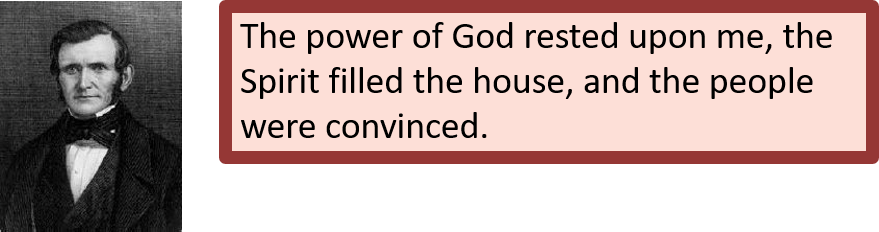 The power of God rested upon me, the
Spirit filled the house, and the people
were convinced.